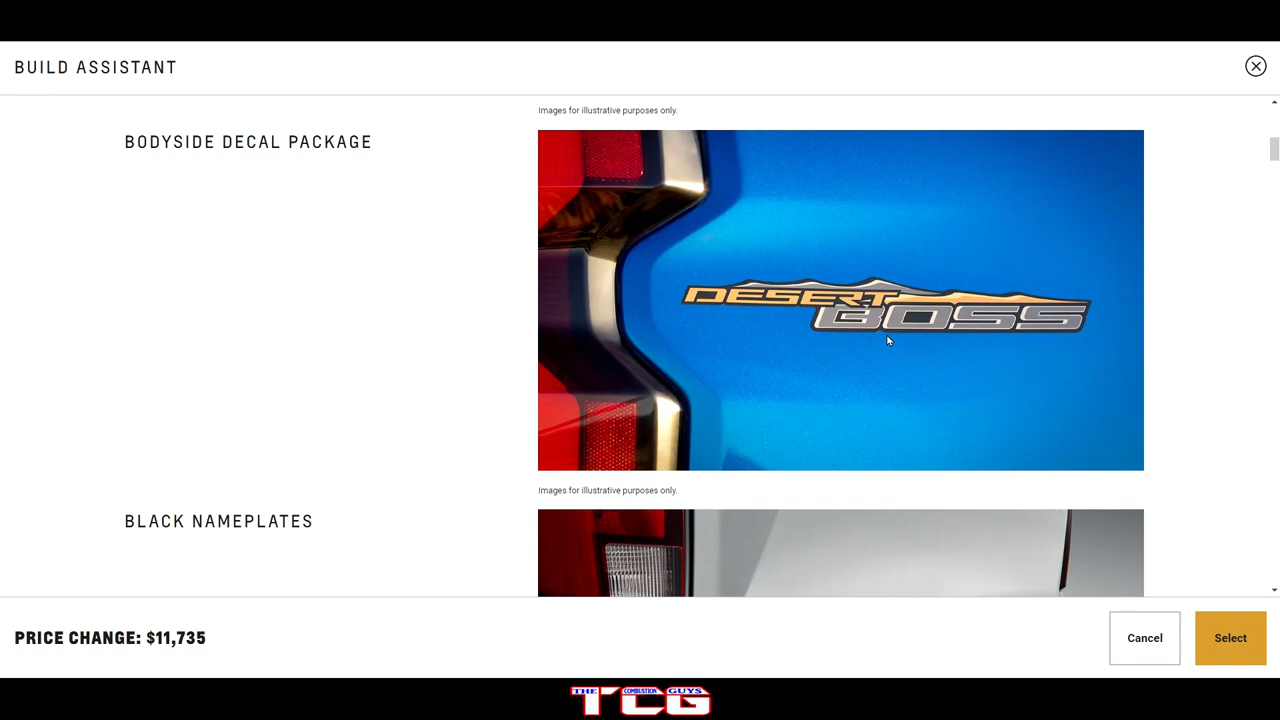 BUILD ASSISTANT
Images for illustrative purposes only.
BODYSIDE DECAL PACKAGE
DESERT
BOSS
Images for illustrative purposes only.
BLACK NAMEPLATES
PRICE CHANGE: $11,735
Cancel
Select
THE COMBUSTION GUYS
TCG